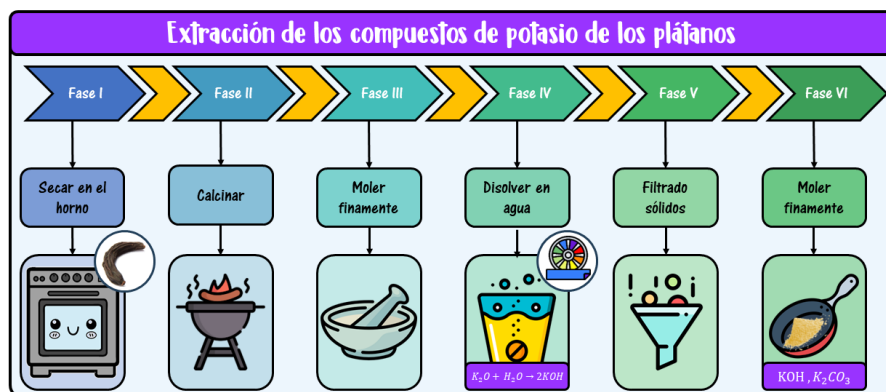 Extracción de los compuestos de potasio de los plátanos
Fase I
Fase II
Fase III
Fase IV
Fase V
Fase VI
Secar en el
horno
Calcinar
Moler
finamente
Disolver en
agua
Filtrado
sólidos
Moler
finamente
K₂O + H₂O → 2KOH
KOH , K₂CO₃